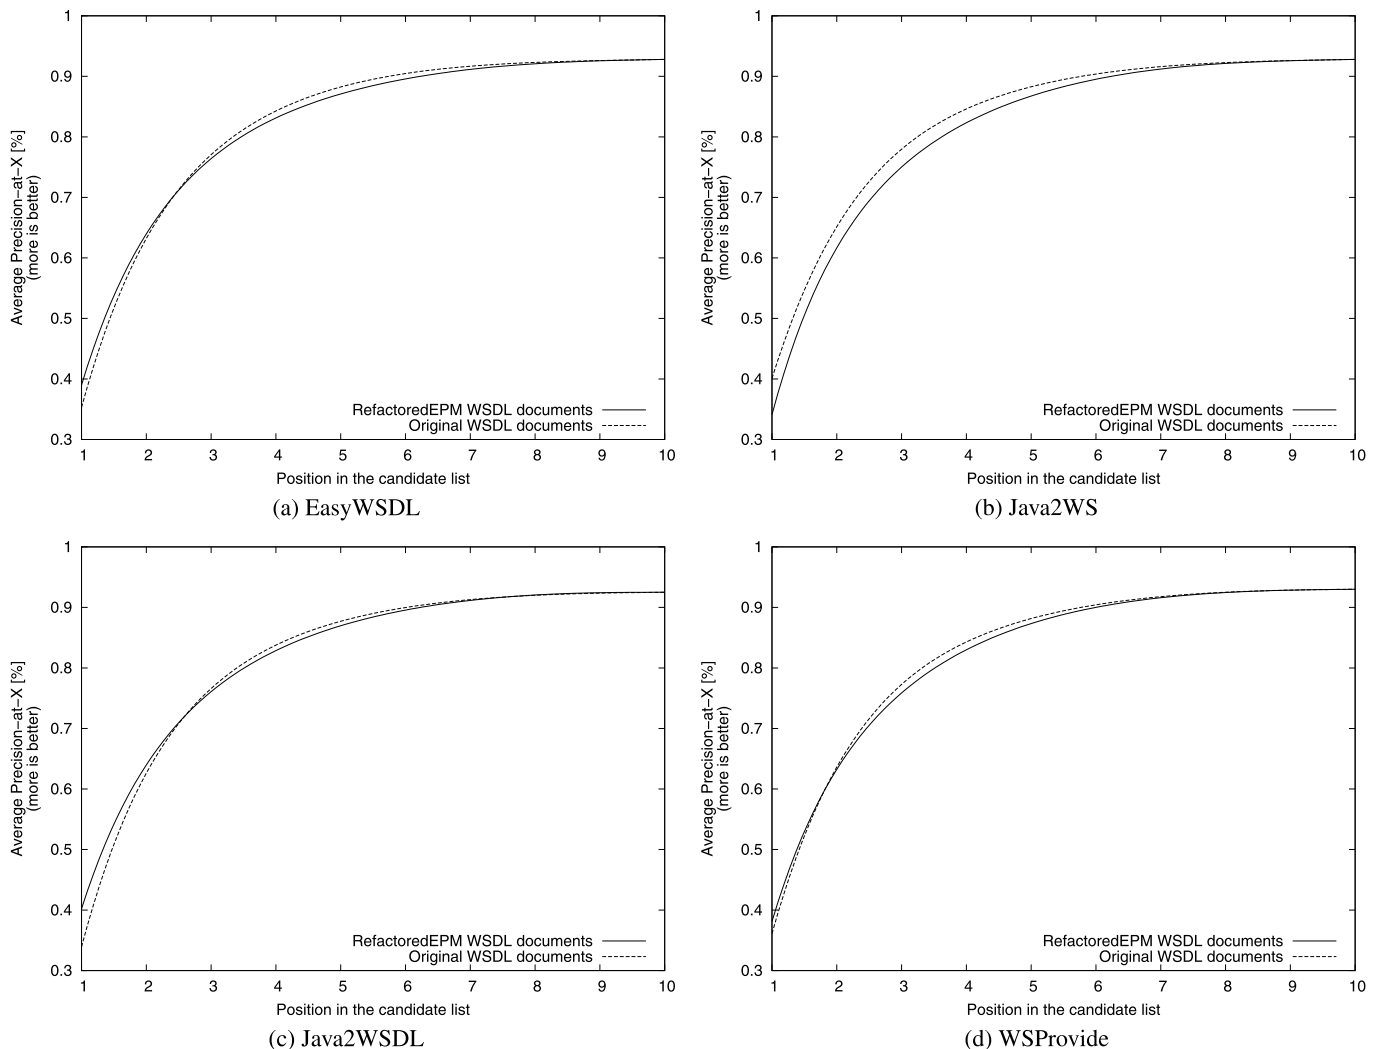 1
0.9
0.8
0.7
0.6
0.5
0.4
0.3
Average Precision-at-X [%]
(more is better)
RefactoredEPM WSDL documents
Original WSDL documents
1 2 3 4 5 6 7 8 9 10
Position in the candidate list
(a) EasyWSDL
1
0.9
0.8
0.7
0.6
0.5
0.4
0.3
Average Precision-at-X [%]
(more is better)
RefactoredEPM WSDL documents
Original WSDL documents
1 2 3 4 5 6 7 8 9 10
Position in the candidate list
(b) Java2WS
1
0.9
0.8
0.7
0.6
0.5
0.4
0.3
Average Precision-at-X [%]
(more is better)
RefactoredEPM WSDL documents
Original WSDL documents
1 2 3 4 5 6 7 8 9 10
Position in the candidate list
(c) Java2WSDL
1
0.9
0.8
0.7
0.6
0.5
0.4
0.3
Average Precision-at-X [%]
(more is better)
RefactoredEPM WSDL documents
Original WSDL documents
1 2 3 4 5 6 7 8 9 10
Position in the candidate list
(d) WSProvide